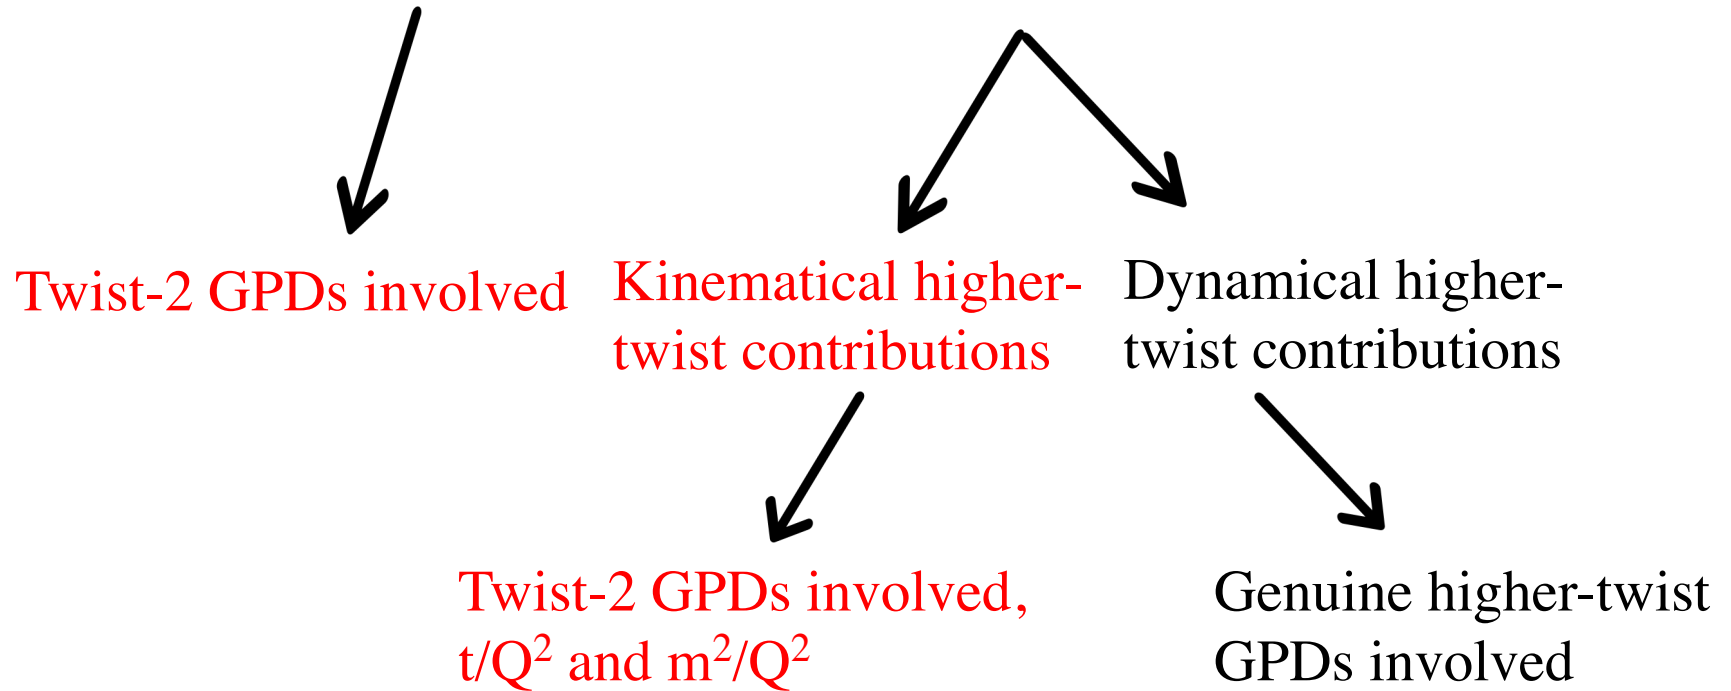 Twist-2 GPDs involved
Kinematical higher-
twist contributions
Dynamical higher-
twist contributions
Twist-2 GPDs involved,
t/Q² and m²/Q²
Genuine higher-twist
GPDs involved